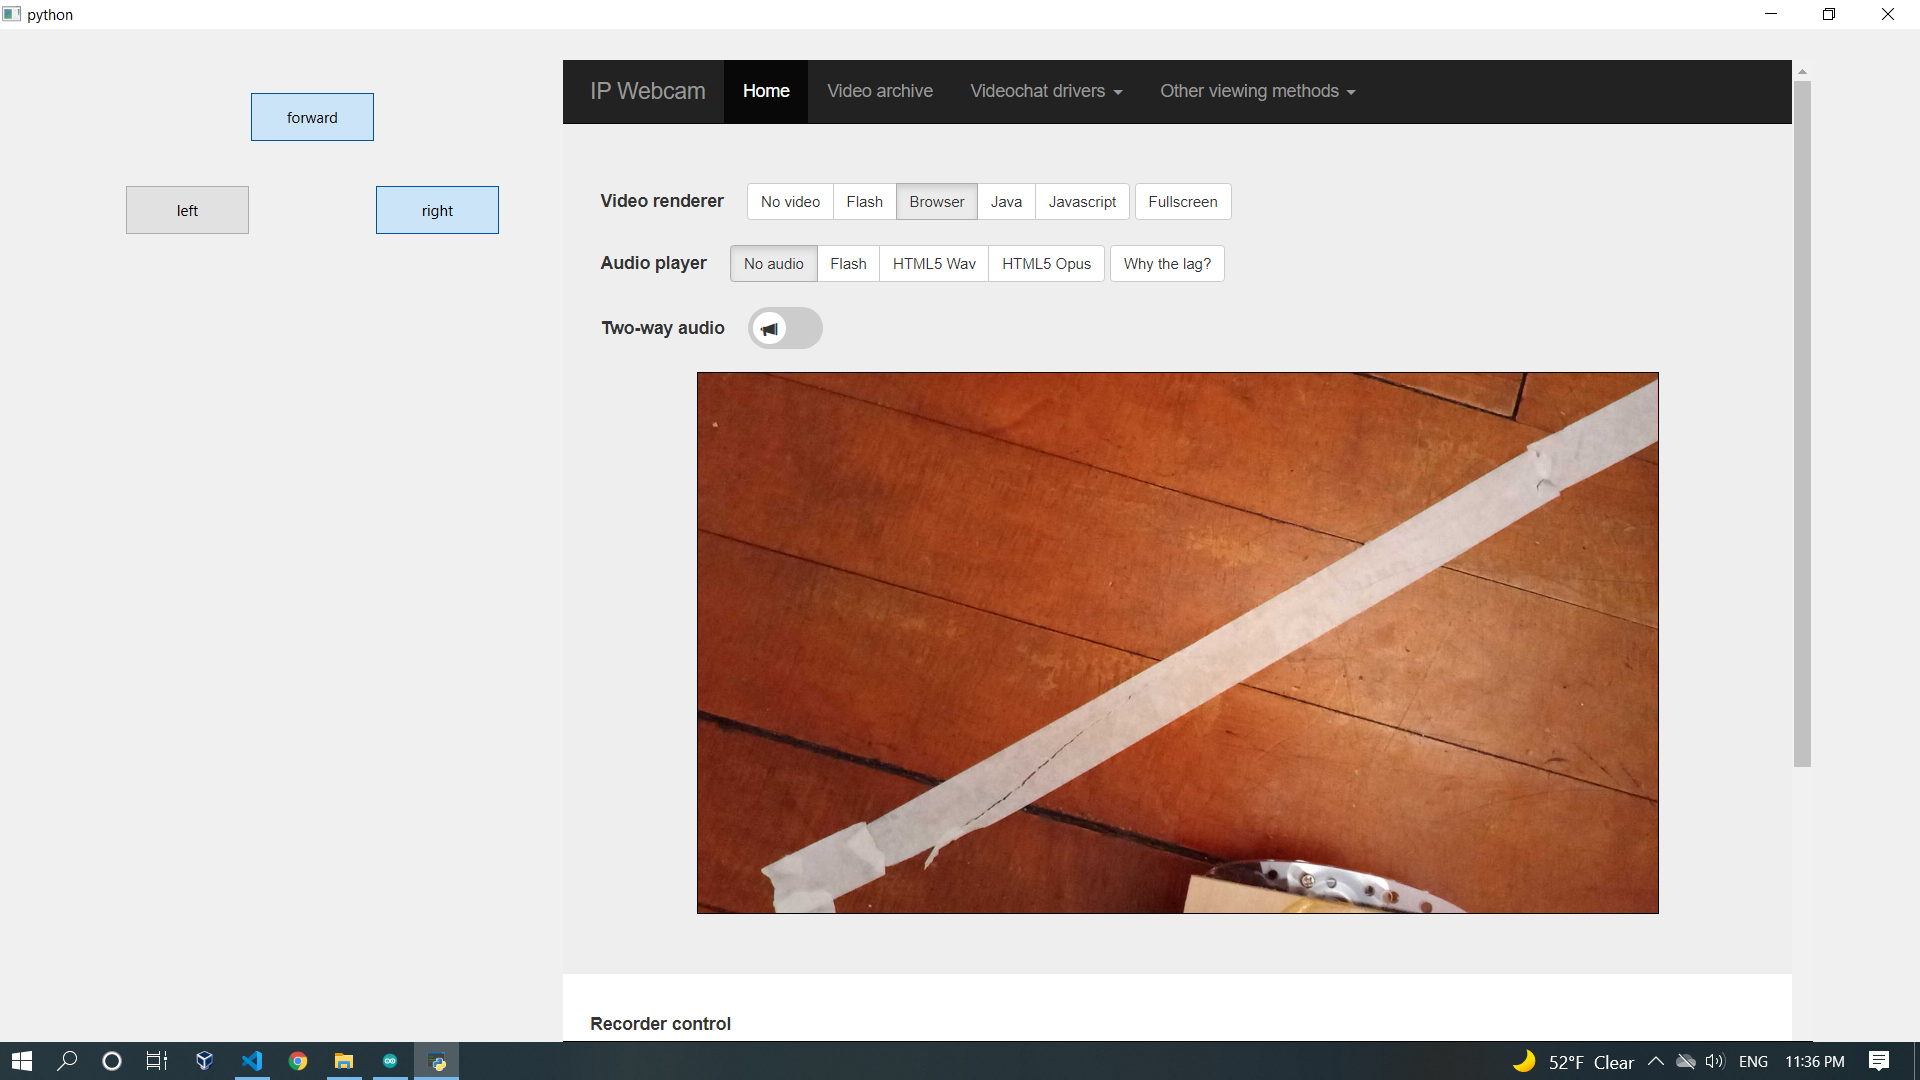 python
forward
left
right
IP Webcam Home Video archive Videochat drivers Other viewing methods
Video renderer No video Flash Browser Java Javascript Fullscreen
Audio player No audio Flash HTML5 Wav HTML5 Opus Why the lag?
Two-way audio
Recorder control
52°F Clear ENG 11:36 PM